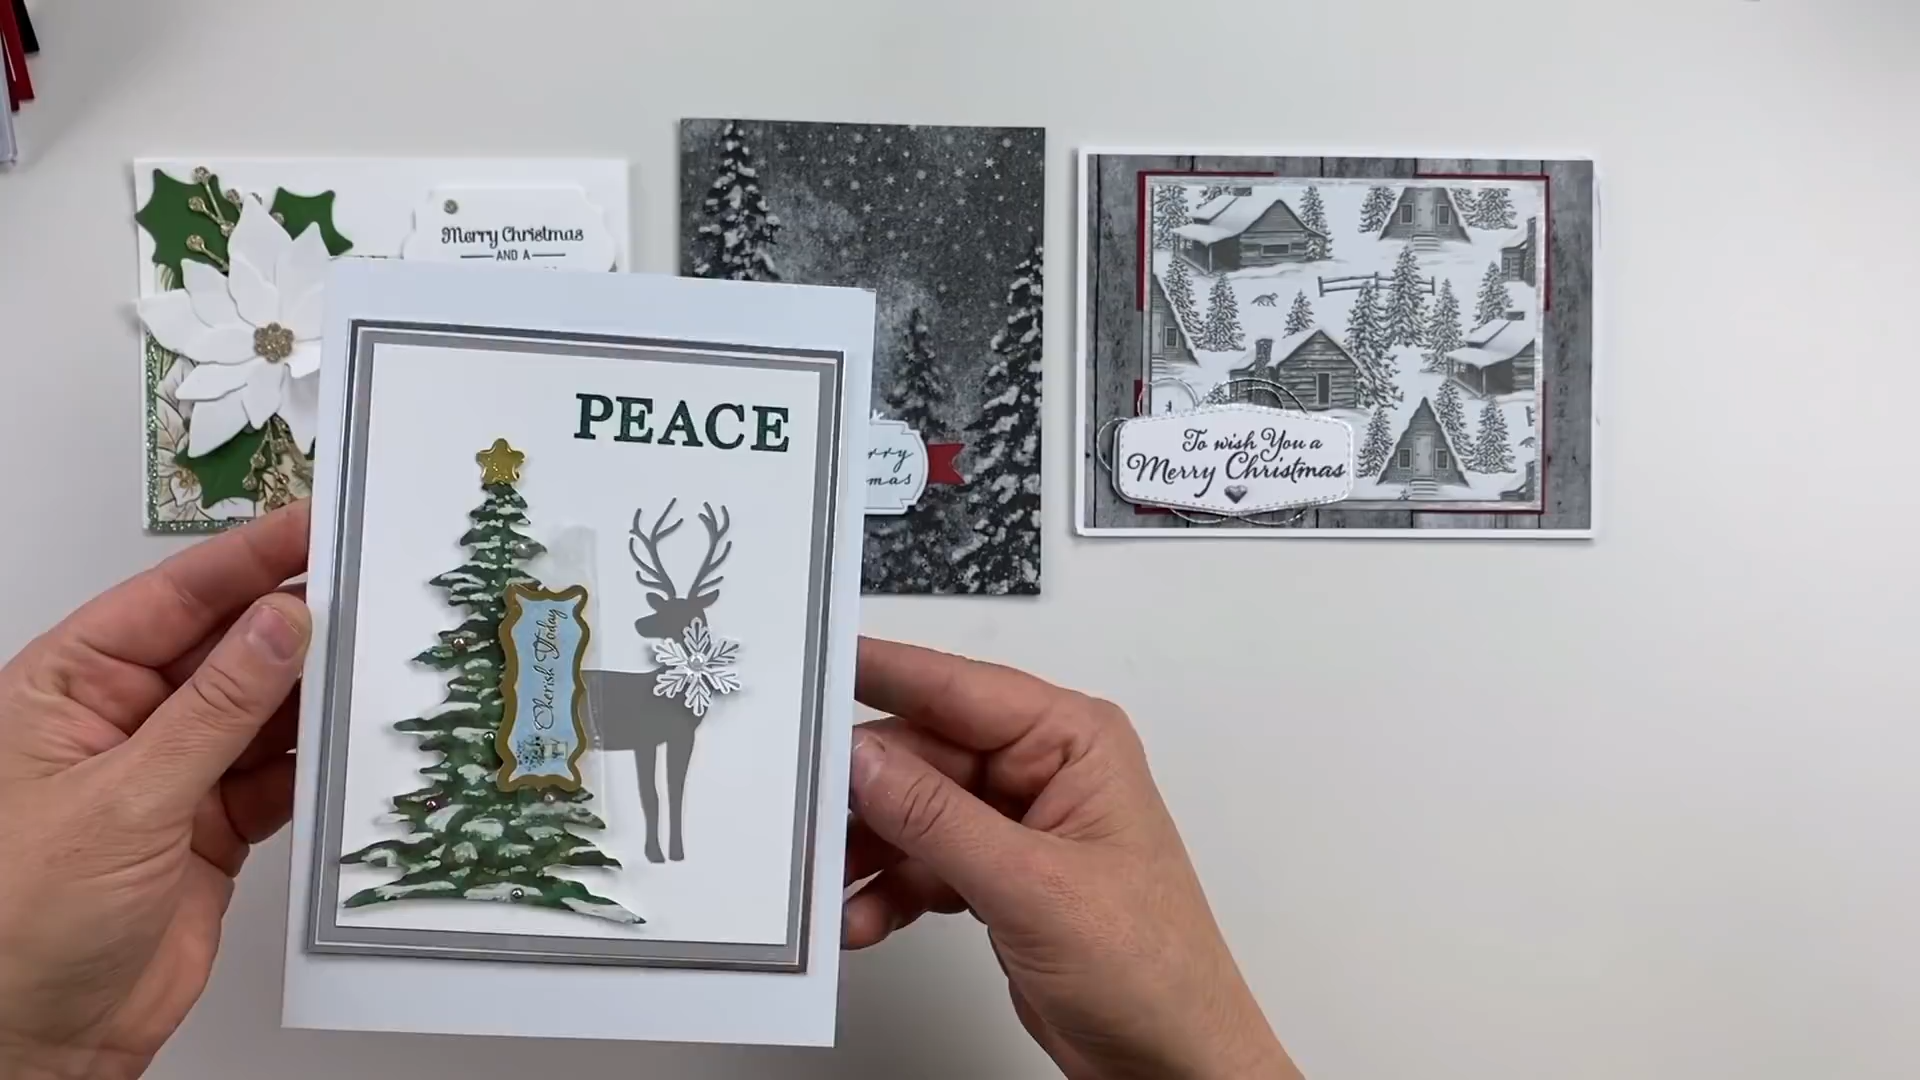 Merry Christmas
AND A
PEACE
Cherish Today
To wish You a
Merry Christmas